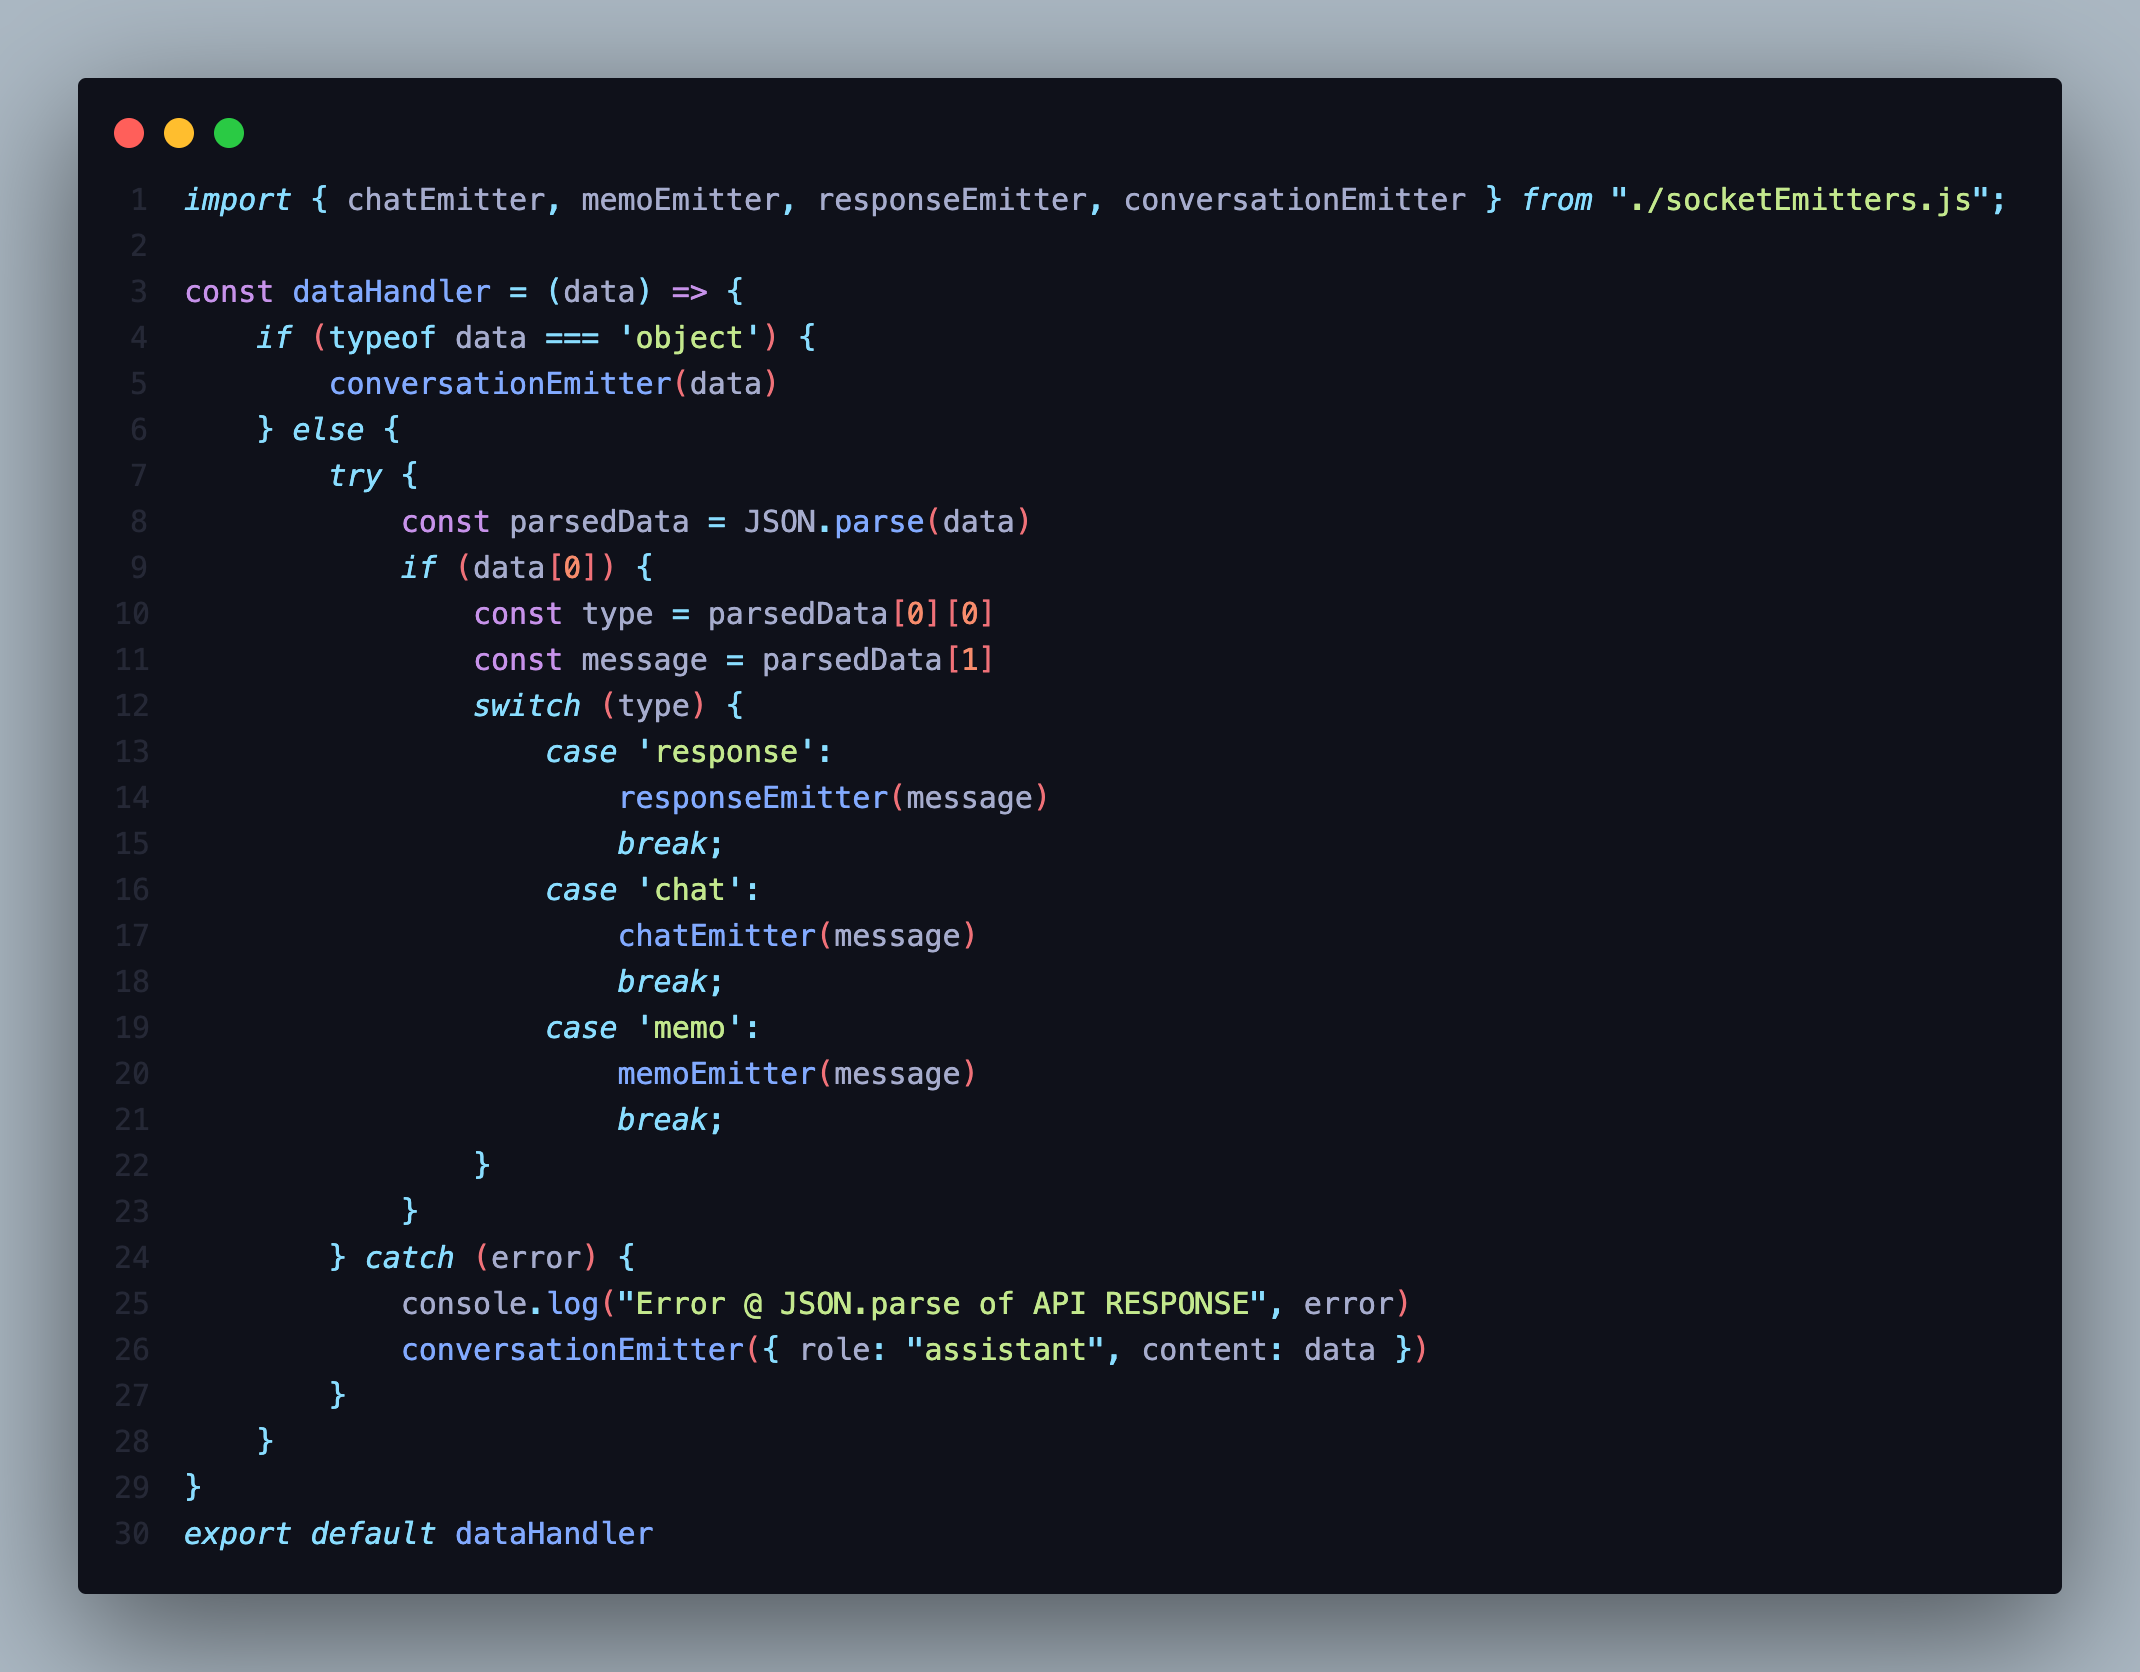 1 import { chatEmitter, memoEmitter, responseEmitter, conversationEmitter } from "./socketEmitters.js";
2
3 const dataHandler = (data) => {
4     if (typeof data === 'object') {
5         conversationEmitter(data)
6     } else {
7         try {
8             const parsedData = JSON.parse(data)
9             if (data[0]) {
10                 const type = parsedData[0][0]
11                 const message = parsedData[1]
12                 switch (type) {
13                     case 'response':
14                         responseEmitter(message)
15                         break;
16                     case 'chat':
17                         chatEmitter(message)
18                         break;
19                     case 'memo':
20                         memoEmitter(message)
21                         break;
22                 }
23             }
24         } catch (error) {
25             console.log("Error @ JSON.parse of API RESPONSE", error)
26             conversationEmitter({ role: "assistant", content: data })
27         }
28     }
29 }
30 export default dataHandler